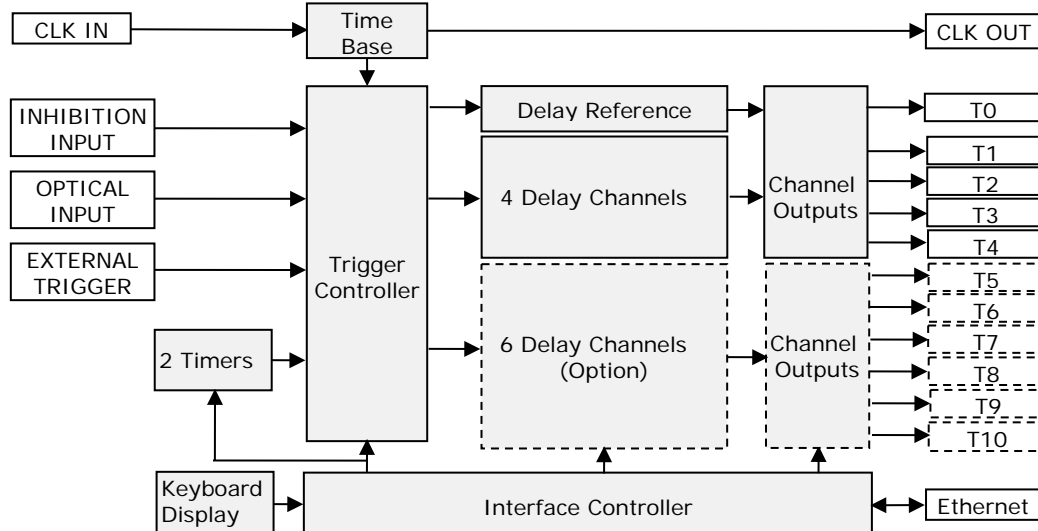 CLK IN
Time
Base
CLK OUT
INHIBITION
INPUT
OPTICAL
INPUT
EXTERNAL
TRIGGER
2 Timers
Trigger
Controller
Delay Reference
4 Delay Channels
6 Delay Channels
(Option)
Channel
Outputs
Channel
Outputs
T0
T1
T2
T3
T4
T5
T6
T7
T8
T9
T10
Keyboard
Display
Interface Controller
Ethernet